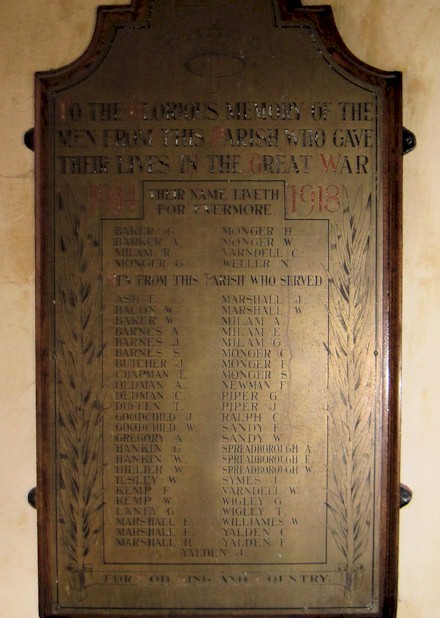 TO THE GLORIOUS MEMORY OF THE
MEN FROM THIS PARISH WHO GAVE
THEIR LIVES IN THE GREAT WAR
1914 THEIR NAME LIVETH 1918
FOR EVERMORE
BAKER G MONGER H
BARKER A MONGER W
MILAM R VARNDELL C
MONGER G WELLER N
MEN FROM THIS PARISH WHO SERVED
ASH F MARSHALL J
BACON W MARSHALL W
BAKER W MILAM A
BARNES A MILAM E
BARNES J MILAM G
BARNES S MONGER C
BUTCHER J MONGER F
CHAPMAN E MONGER S
DEDMAN A NEWMAN F
DEDMAN C PIPER G
DUFFEN T PIPER J
GOODCHILD J RALPH C
GOODCHILD W SANDY F
GREGORY A SANDY W
HANKIN G SPREADBOROUGH A
HANKIN W SPREADBOROUGH E
HILLIER W SPREADBOROUGH W
ILSLEY W SYMES J
KEMP F VARNDELL W
KEMP W WIGLEY G
LANEY G WIGLEY T
MARSHALL E WILLIAMS W
MARSHALL F YALDEN C
MARSHALL H YALDEN F
YALDEN J
FOR GOD KING AND COUNTRY